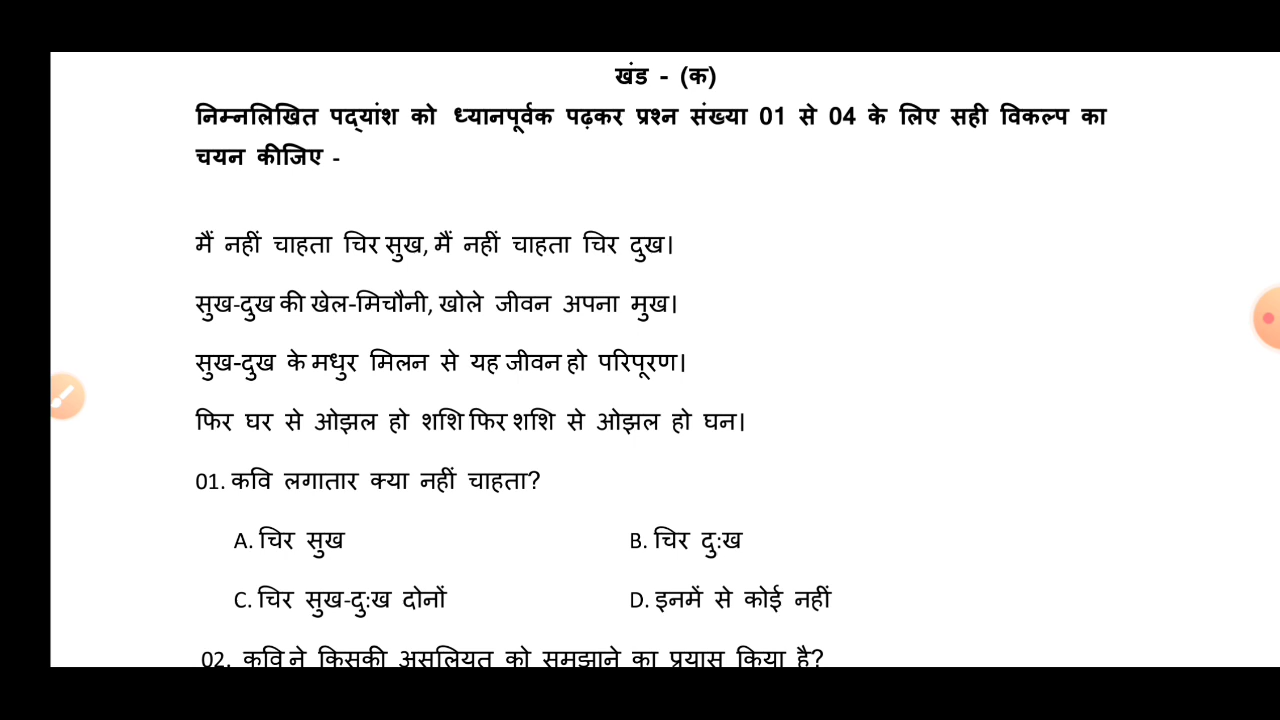 खंड - (क)
निम्नलिखित पद्यांश को ध्यानपूर्वक पढ़कर प्रश्न संख्या 01 से 04 के लिए सही विकल्प का
चयन कीजिए -
मैं नहीं चाहता चिर सुख, मैं नहीं चाहता चिर दुख।
सुख-दुख की खेल-मिचौनी, खोले जीवन अपना मुख।
सुख-दुख के मधुर मिलन से यह जीवन हो परिपूरण।
फिर घर से ओझल हो शशि फिर शशि से ओझल हो घन।
01. कवि लगातार क्या नहीं चाहता?
A. चिर सुख B. चिर दु:ख
C. चिर सुख-दु:ख दोनों D. इनमें से कोई नहीं
02. कवि ने किसकी असलियत को समझाने का प्रयास किया है?